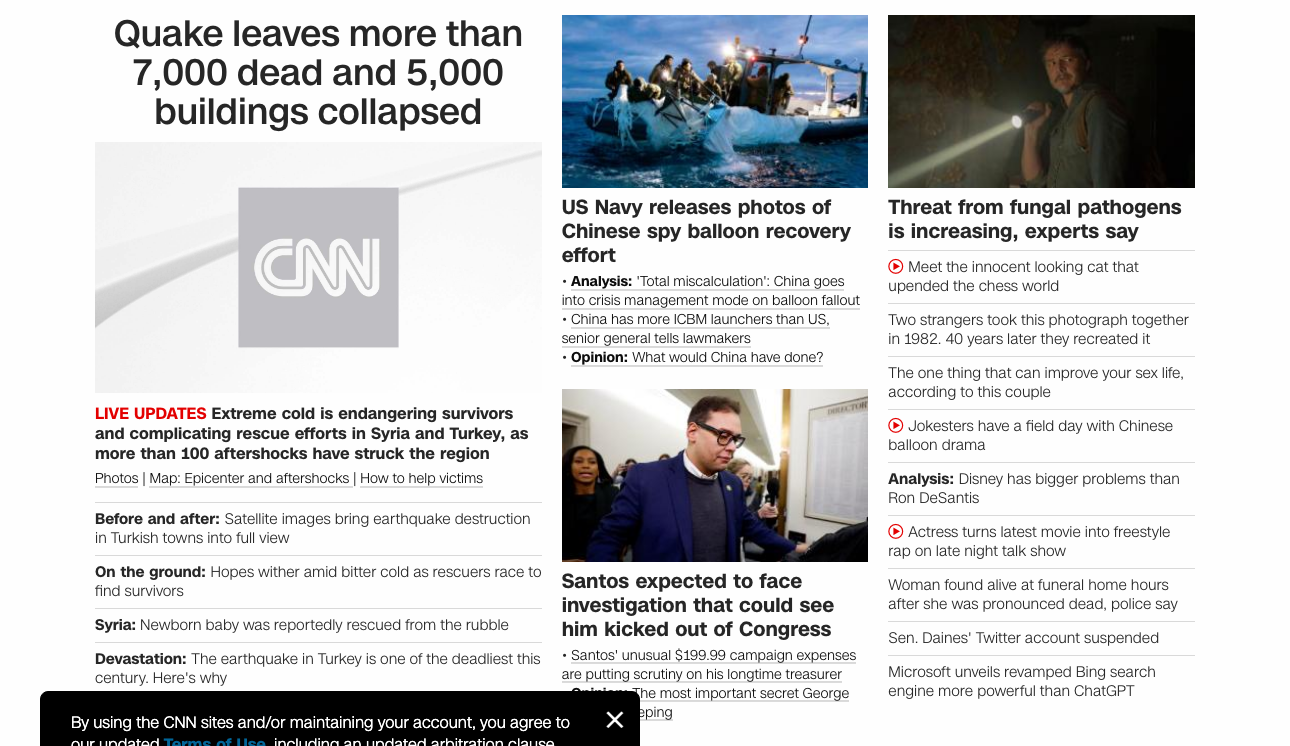 Quake leaves more than
7,000 dead and 5,000
buildings collapsed
CNN
LIVE UPDATES Extreme cold is endangering survivors
and complicating rescue efforts in Syria and Turkey, as
more than 100 aftershocks have struck the region
Photos | Map: Epicenter and aftershocks | How to help victims
Before and after: Satellite images bring earthquake destruction
in Turkish towns into full view
On the ground: Hopes wither amid bitter cold as rescuers race to
find survivors
Syria: Newborn baby was reportedly rescued from the rubble
Devastation: The earthquake in Turkey is one of the deadliest this
century. Here's why
US Navy releases photos of
Chinese spy balloon recovery
effort
• Analysis: 'Total miscalculation': China goes
into crisis management mode on balloon fallout
• China has more ICBM launchers than US,
senior general tells lawmakers
• Opinion: What would China have done?
DIRECTOR
Santos expected to face
investigation that could see
him kicked out of Congress
• Santos' unusual $199.99 campaign expenses
are putting scrutiny on his longtime treasurer
Opinion: The most important secret George
eping
Threat from fungal pathogens
is increasing, experts say
Meet the innocent looking cat that
upended the chess world
Two strangers took this photograph together
in 1982. 40 years later they recreated it
The one thing that can improve your sex life,
according to this couple
Jokesters have a field day with Chinese
balloon drama
Analysis: Disney has bigger problems than
Ron DeSantis
Actress turns latest movie into freestyle
rap on late night talk show
Woman found alive at funeral home hours
after she was pronounced dead, police say
Sen. Daines' Twitter account suspended
Microsoft unveils revamped Bing search
engine more powerful than ChatGPT
By using the CNN sites and/or maintaining your account, you agree to
our updated Terms of Use, including an updated arbitration clause